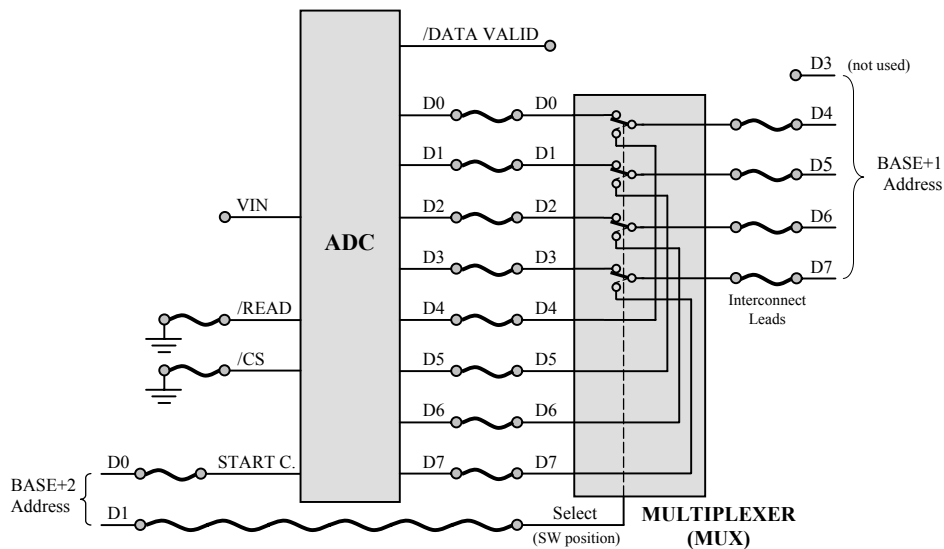 /DATA VALID
D3 (not used)
D0 D0 D4
D1 D1 D5
BASE+1
Address
VIN
D2 D2 D6
ADC
D3 D3 D7
Interconnect
Leads
/READ
D4 D4
/CS
D5 D5
D6 D6
D0 START C.
D7 D7
BASE+2
Address
D1
Select
(SW position)
MULTIPLEXER
(MUX)